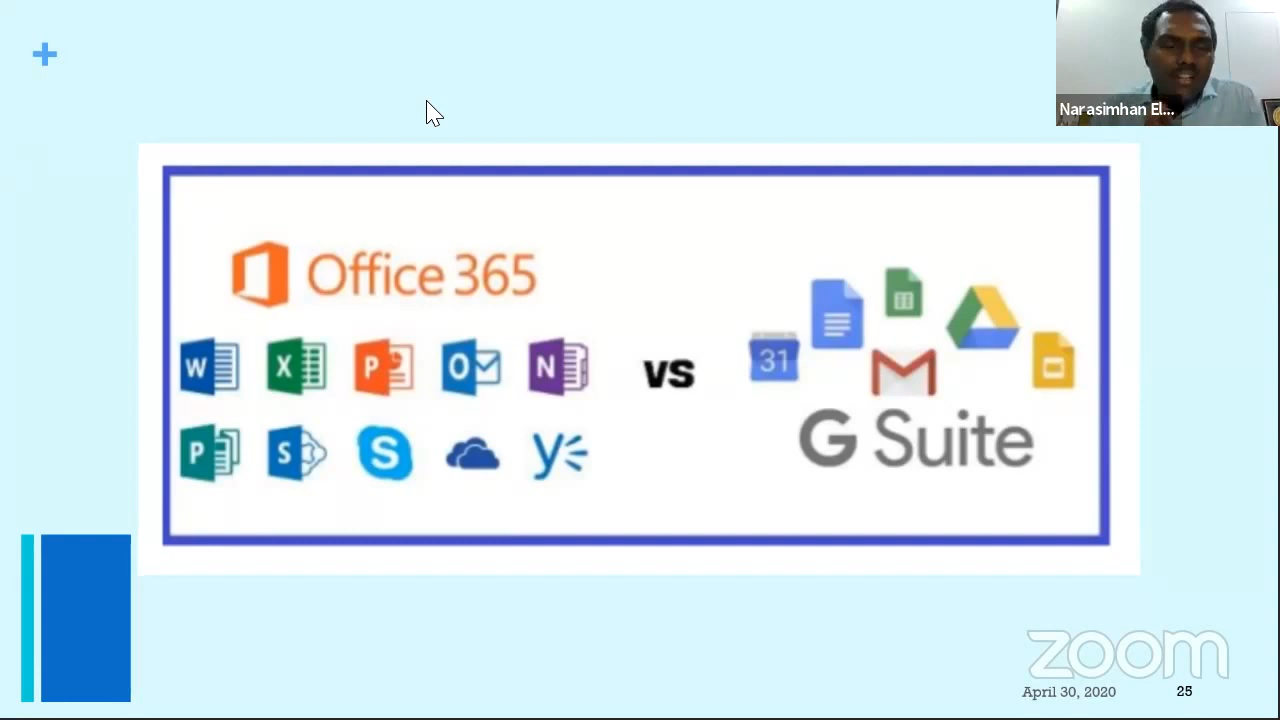 Narasimhan El...
Office 365
W X P O N
P S S y
vs
31
G Suite
zoom
April 30, 2020 25